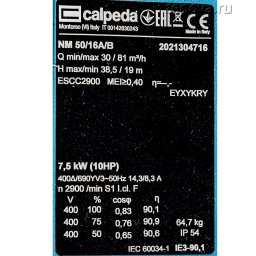 calpeda
Montorso (VI) Italy IT 00142630243
NM 50/16A/B 2021304716
Q min/max 30 / 81 m³/h
H max/min 38,5 / 19 m
ESCC2900 MEI≥0,40 η=-,-
EYXYKRY
7,5 kW (10HP)
400Δ/690YV3~50Hz 14,3/8,3 A
n 2900 /min S1 I.cl. F
V % cosφ η
400 100 0,83 90,1
400 75 0,76 90,9 64,7 kg
400 50 0,65 90,6 IP 54
IEC 60034-1 IE3-90,1